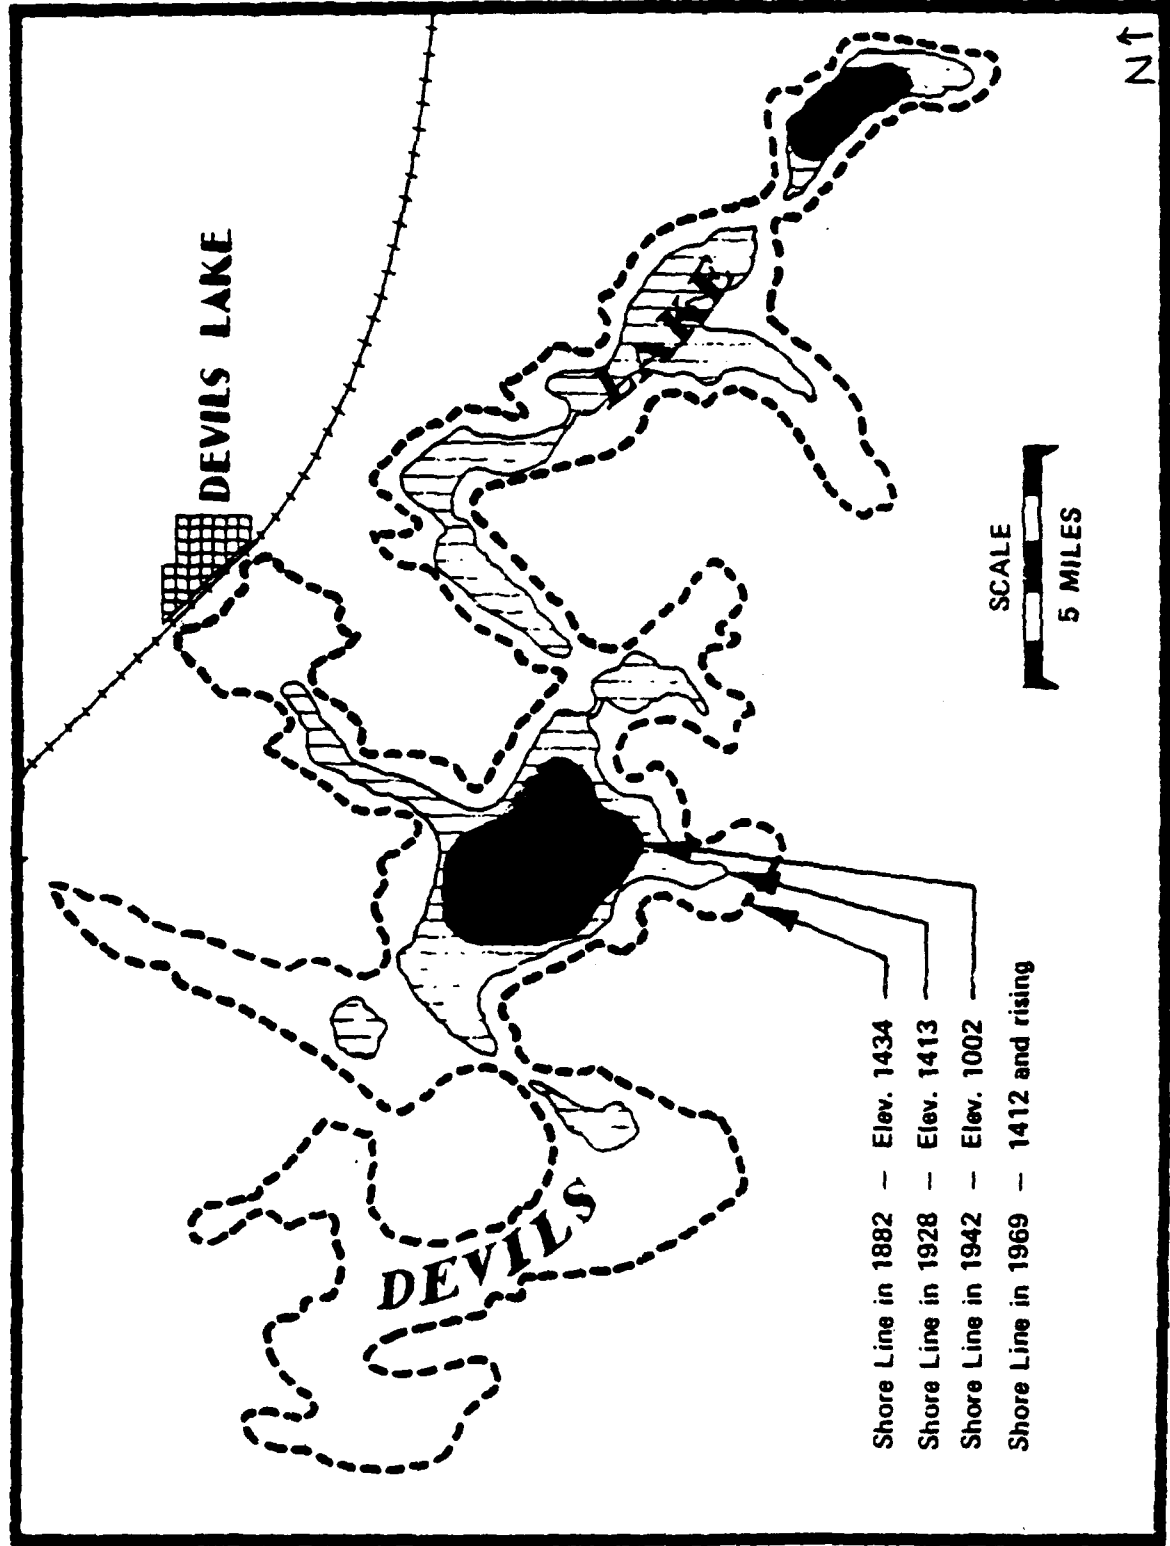 DEVILS LAKE
DEVILS
LAKE
SCALE
5 MILES
Shore Line in 1882 – Elev. 1434
Shore Line in 1928 – Elev. 1413
Shore Line in 1942 – Elev. 1002
Shore Line in 1969 – 1412 and rising
N↑